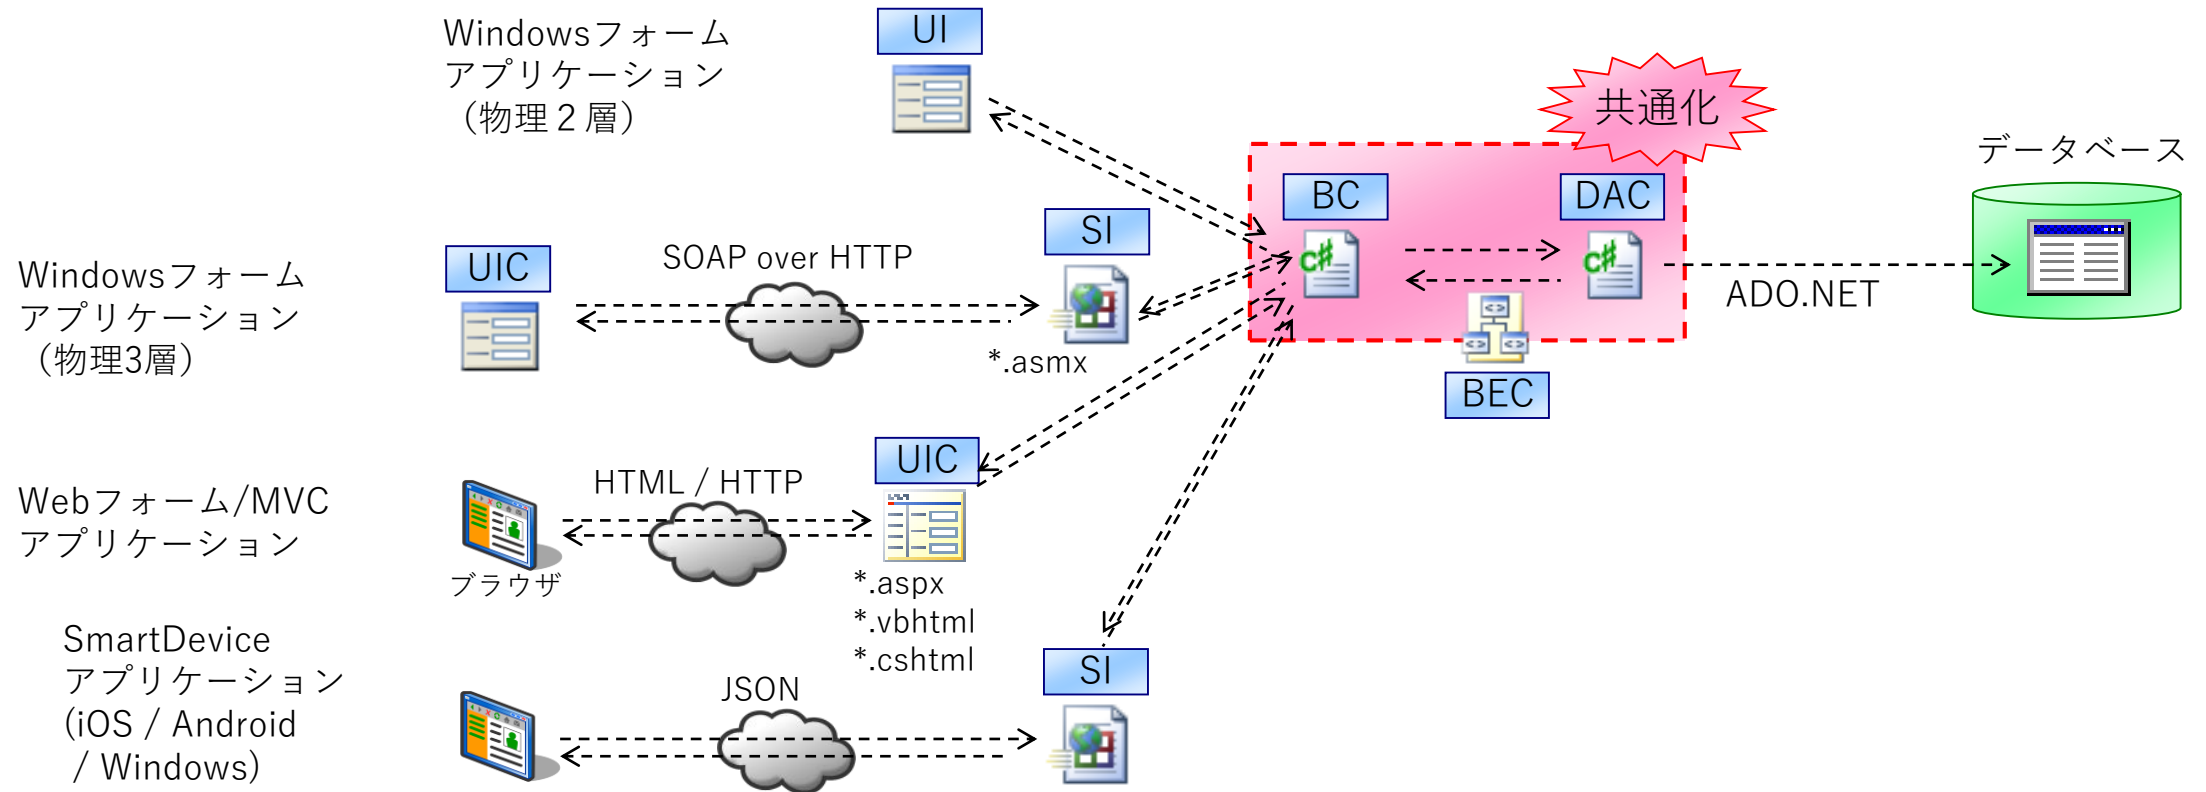 Windowsフォーム
アプリケーション
（物理２層）
UI
共通化
データベース
BC
DAC
ADO.NET
BEC
Windowsフォーム
アプリケーション
（物理3層）
UIC
SOAP over HTTP
SI
*.asmx
Webフォーム/MVC
アプリケーション
ブラウザ
HTML / HTTP
UIC
*.aspx
*.vbhtml
*.cshtml
SmartDevice
アプリケーション
(iOS / Android
/ Windows)
JSON
SI